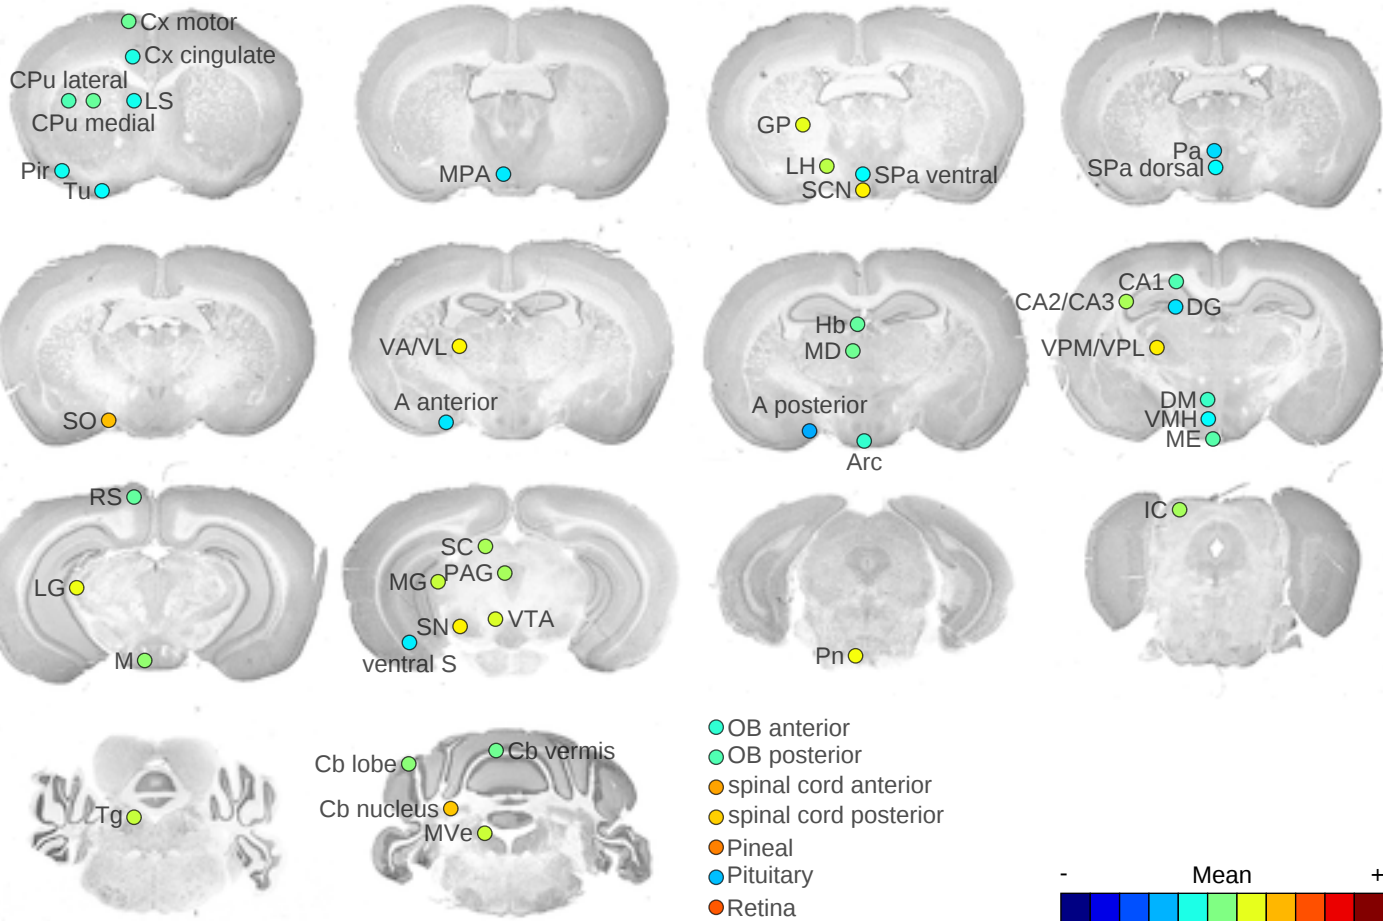 Cx motor
Cx cingulate
CPu lateral
LS
CPu medial
Pir
Tu
MPA
GP
LH
SPa ventral
SCN
Pa
SPa dorsal
SO
VA/VL
A anterior
Hb
MD
A posterior
Arc
CA1
CA2/CA3
DG
VPM/VPL
DM
VMH
ME
RS
LG
M
SC
PAG
MG
VTA
SN
ventral S
Pn
IC
Tg
Cb vermis
Cb lobe
Cb nucleus
MVe
OB anterior
OB posterior
spinal cord anterior
spinal cord posterior
Pineal
Pituitary
Retina
- Mean +